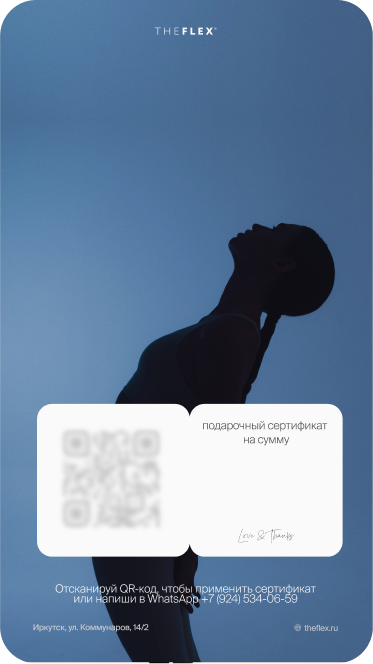 THEFLEX
подарочный сертификат
на сумму
Love & Thanks
Отсканируй QR-код, чтобы применить сертификат
или напиши в WhatsApp +7 (924) 534-06-59
Иркутск, ул. Коммунаров, 14/2
theflex.ru